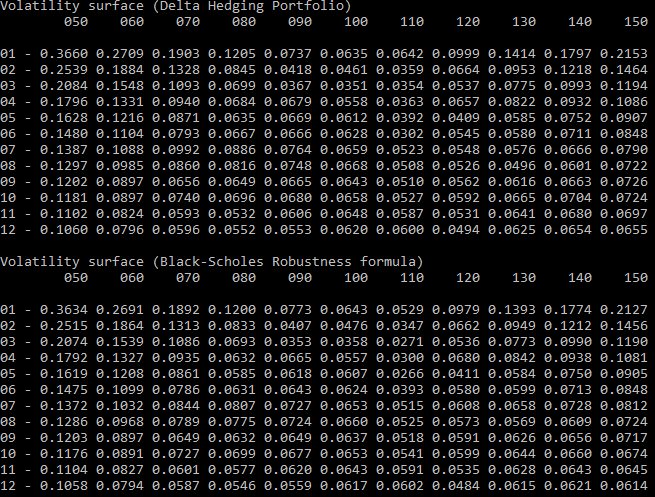 Volatility surface (Delta Hedging Portfolio)
050 060 070 080 090 100 110 120 130 140 150
01 - 0.3660 0.2709 0.1903 0.1205 0.0737 0.0635 0.0642 0.0999 0.1414 0.1797 0.2153
02 - 0.2539 0.1884 0.1328 0.0845 0.0418 0.0461 0.0359 0.0664 0.0953 0.1218 0.1464
03 - 0.2084 0.1548 0.1093 0.0699 0.0367 0.0351 0.0354 0.0537 0.0775 0.0993 0.1194
04 - 0.1796 0.1331 0.0940 0.0684 0.0679 0.0558 0.0363 0.0657 0.0822 0.0932 0.1086
05 - 0.1628 0.1216 0.0871 0.0635 0.0669 0.0612 0.0392 0.0409 0.0585 0.0752 0.0907
06 - 0.1480 0.1104 0.0793 0.0667 0.0666 0.0628 0.0302 0.0545 0.0580 0.0711 0.0848
07 - 0.1387 0.1088 0.0992 0.0886 0.0764 0.0659 0.0523 0.0548 0.0576 0.0666 0.0790
08 - 0.1297 0.0985 0.0860 0.0816 0.0748 0.0668 0.0508 0.0526 0.0496 0.0601 0.0722
09 - 0.1202 0.0897 0.0656 0.0649 0.0665 0.0643 0.0510 0.0562 0.0616 0.0663 0.0726
10 - 0.1181 0.0897 0.0740 0.0696 0.0680 0.0658 0.0527 0.0592 0.0665 0.0704 0.0724
11 - 0.1102 0.0824 0.0593 0.0532 0.0606 0.0648 0.0587 0.0531 0.0641 0.0680 0.0697
12 - 0.1060 0.0796 0.0596 0.0552 0.0553 0.0620 0.0600 0.0494 0.0625 0.0654 0.0655
Volatility surface (Black-Scholes Robustness formula)
050 060 070 080 090 100 110 120 130 140 150
01 - 0.3634 0.2691 0.1892 0.1200 0.0773 0.0643 0.0529 0.0979 0.1393 0.1774 0.2127
02 - 0.2515 0.1864 0.1313 0.0833 0.0407 0.0476 0.0347 0.0662 0.0949 0.1212 0.1456
03 - 0.2074 0.1539 0.1086 0.0693 0.0353 0.0358 0.0271 0.0536 0.0773 0.0990 0.1190
04 - 0.1792 0.1327 0.0935 0.0632 0.0665 0.0557 0.0300 0.0680 0.0842 0.0938 0.1081
05 - 0.1619 0.1208 0.0861 0.0585 0.0618 0.0607 0.0266 0.0411 0.0584 0.0750 0.0905
06 - 0.1475 0.1099 0.0786 0.0631 0.0643 0.0624 0.0393 0.0580 0.0599 0.0713 0.0848
07 - 0.1372 0.1032 0.0844 0.0807 0.0727 0.0653 0.0515 0.0608 0.0658 0.0728 0.0812
08 - 0.1286 0.0968 0.0789 0.0775 0.0724 0.0660 0.0525 0.0573 0.0569 0.0609 0.0724
09 - 0.1203 0.0897 0.0649 0.0632 0.0649 0.0637 0.0518 0.0591 0.0626 0.0656 0.0717
10 - 0.1176 0.0891 0.0727 0.0699 0.0677 0.0653 0.0541 0.0599 0.0644 0.0660 0.0674
11 - 0.1104 0.0827 0.0601 0.0577 0.0620 0.0643 0.0591 0.0535 0.0628 0.0643 0.0645
12 - 0.1058 0.0794 0.0587 0.0546 0.0559 0.0617 0.0602 0.0484 0.0615 0.0621 0.0614